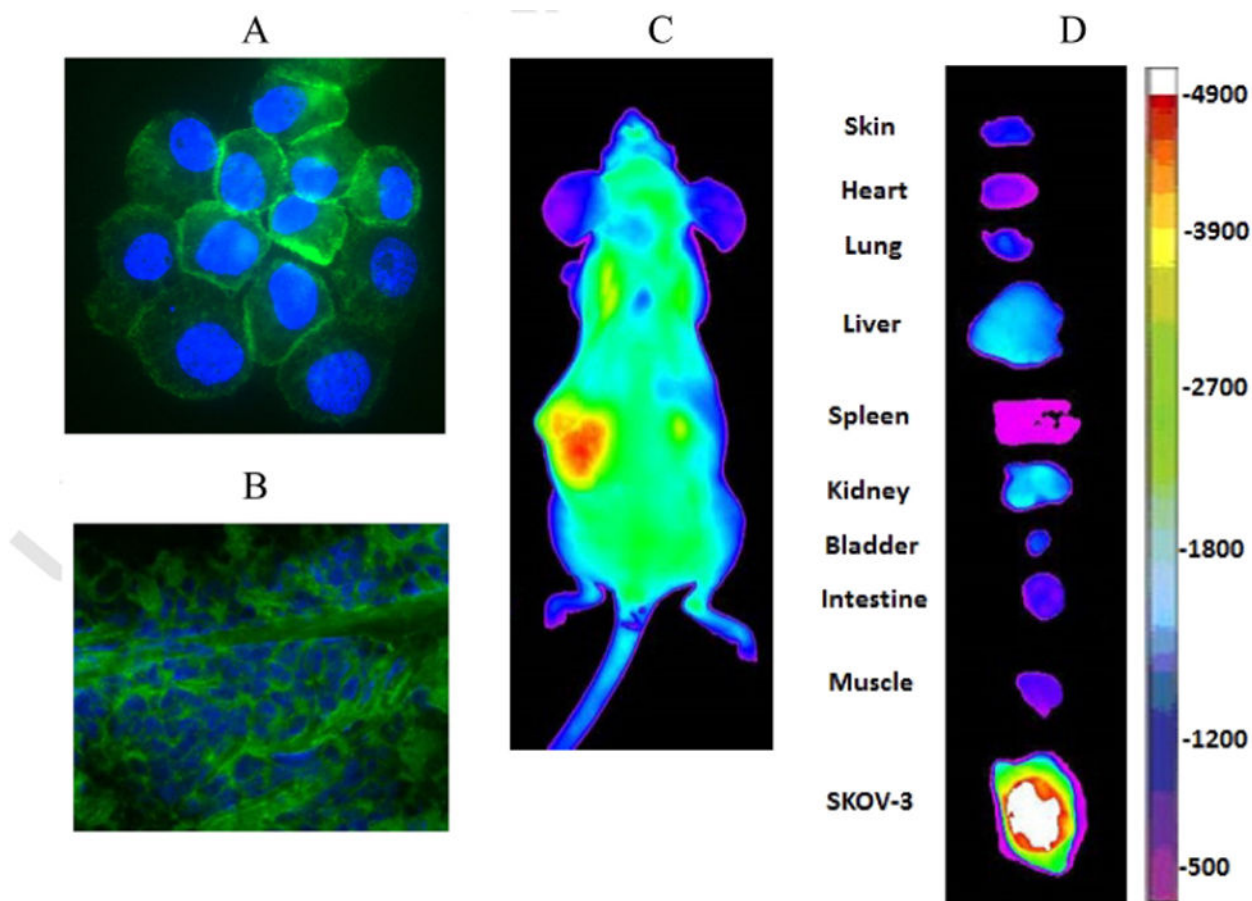 A
C
D
B
Skin
Heart
Lung
Liver
Spleen
Kidney
Bladder
Intestine
Muscle
SKOV-3
-4900
-3900
-2700
-1800
-1200
-500